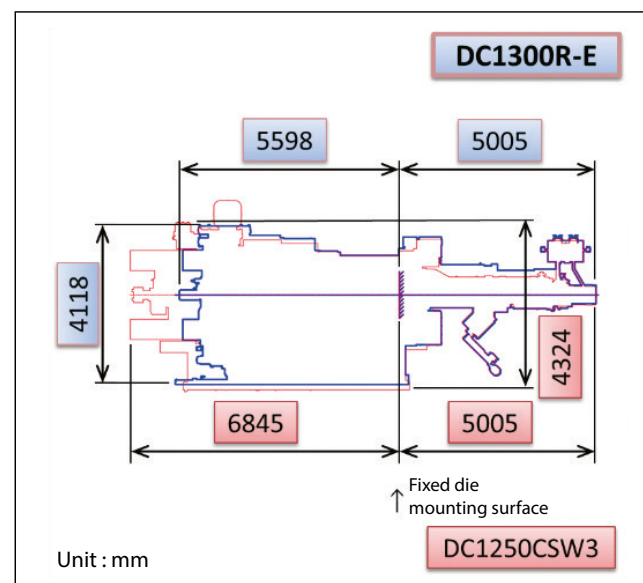 DC1300R-E
5598
5005
4118
4324
6845
5005
↑ Fixed die
mounting surface
Unit : mm
DC1250CSW3